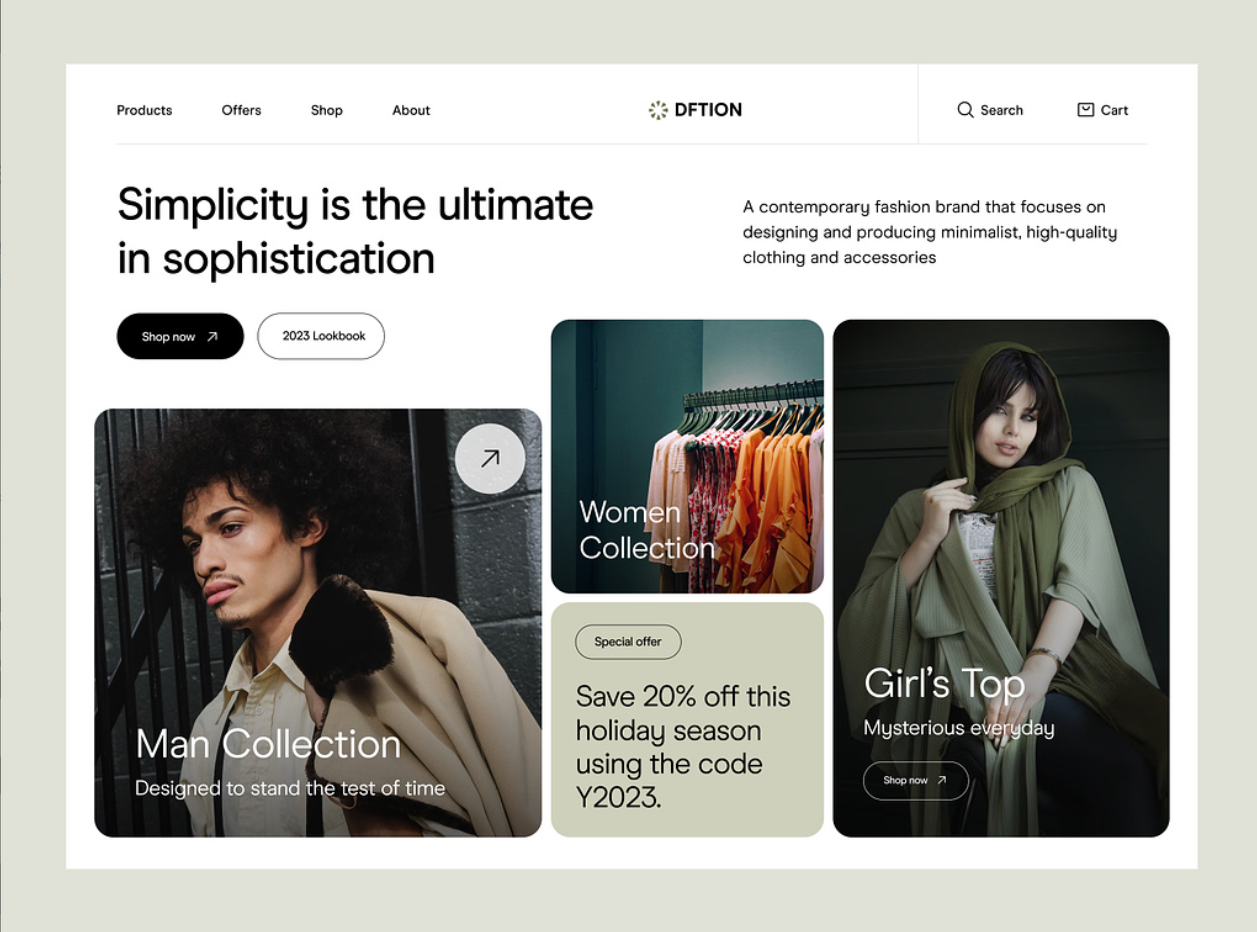 Products
Offers
Shop
About
DFTION
Search
Cart
Simplicity is the ultimate
in sophistication
A contemporary fashion brand that focuses on
designing and producing minimalist, high-quality
clothing and accessories
Shop now
2023 Lookbook
Man Collection
Designed to stand the test of time
Women
Collection
Special offer
Save 20% off this
holiday season
using the code
Y2023.
Girl’s Top
Mysterious everyday
Shop now